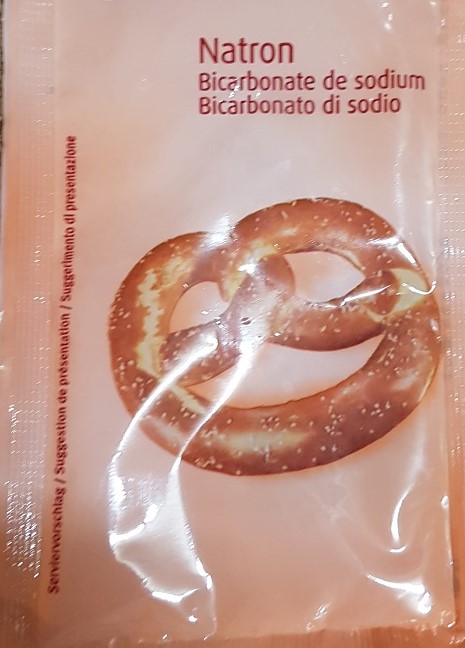 Natron
Bicarbonate de sodium
Bicarbonato di sodio
Serviervorschlag / Suggestion de présentation / Suggerimento di presentazione